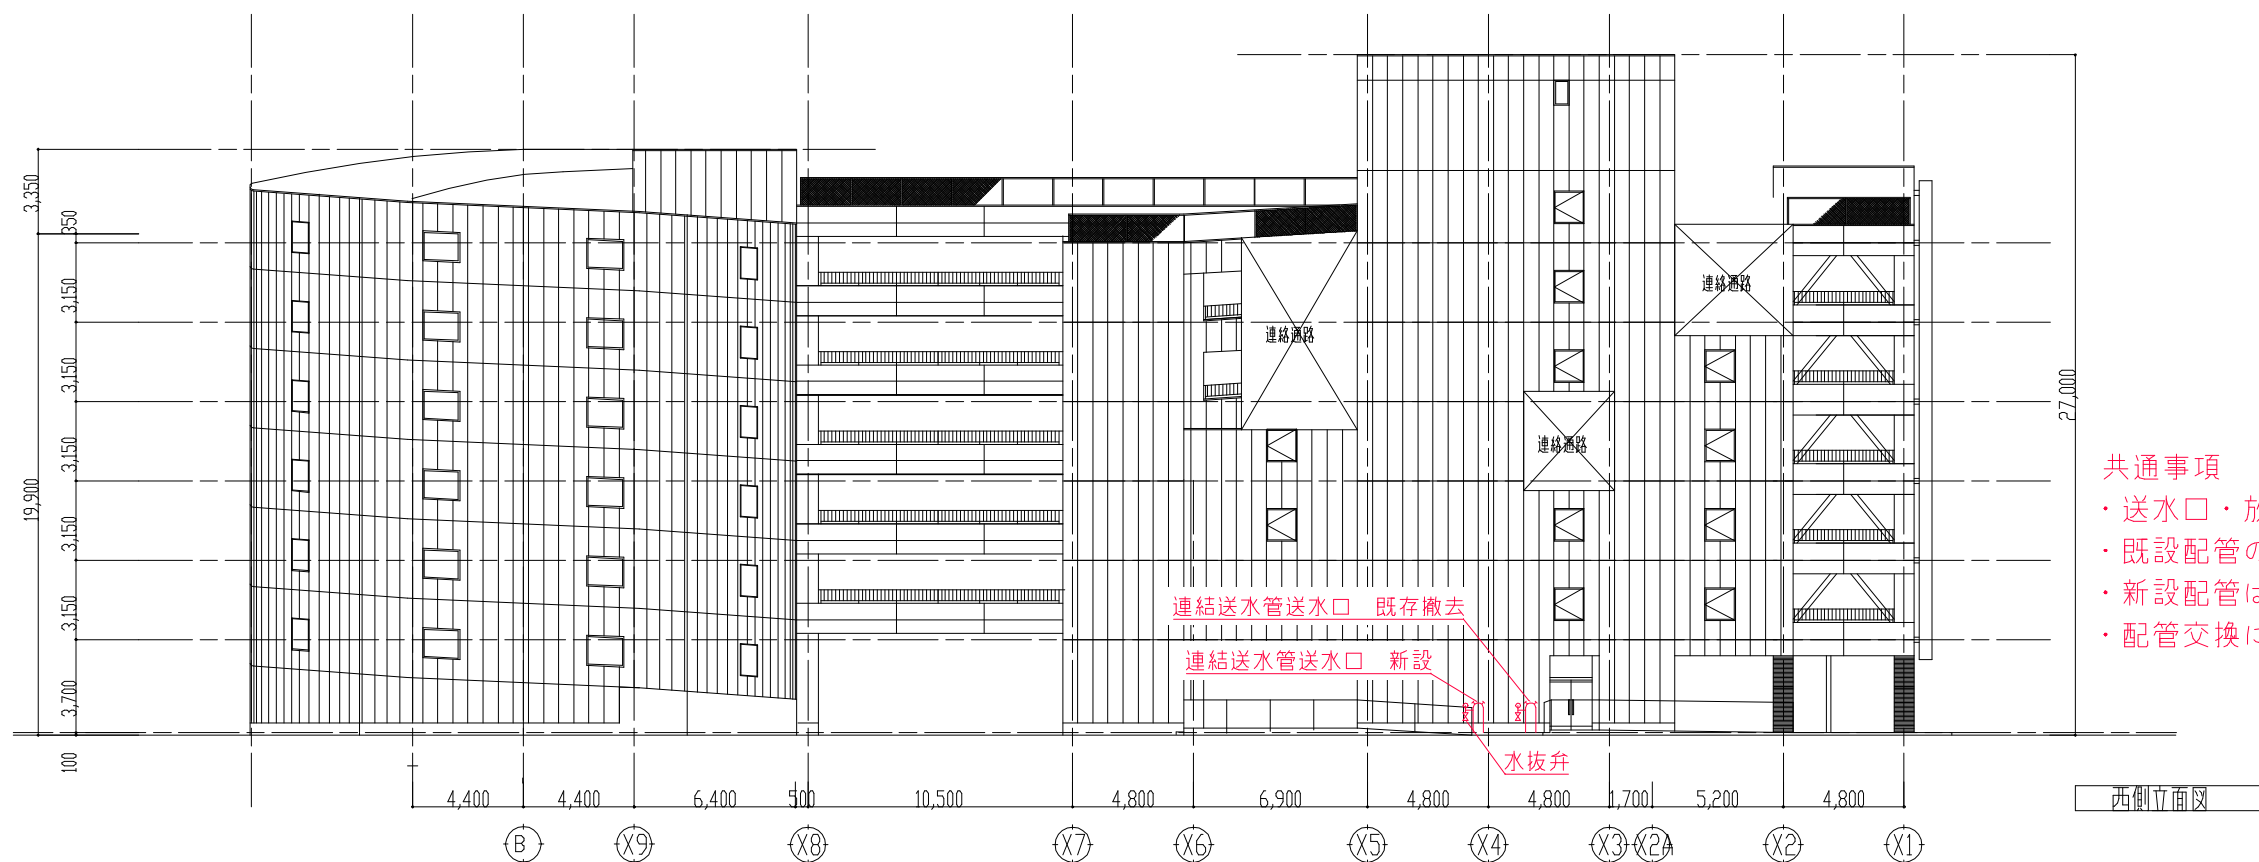 3,350
350
3,150
3,150
3,150
3,150
3,150
3,700
100
19,900
27,000
連絡通路
連絡通路
連絡通路
連結送水管送水口 既存撤去
連結送水管送水口 新設
水抜弁
共通事項
・送水口・放
・既設配管の
・新設配管は
・配管交換に
4,400 4,400 6,400 500 10,500 4,800 6,900 4,800 4,800 1,700 5,200 4,800
B X9 X8 X7 X6 X5 X4 X3 X2A X2 X1
西側立面図